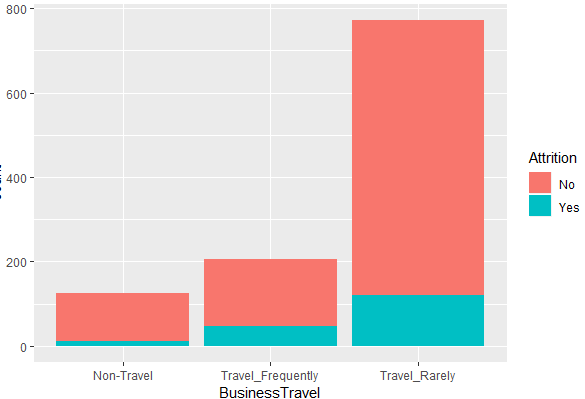 800
600
400
200
0
Non-Travel
Travel_Frequently
Travel_Rarely
BusinessTravel
Attrition
No
Yes